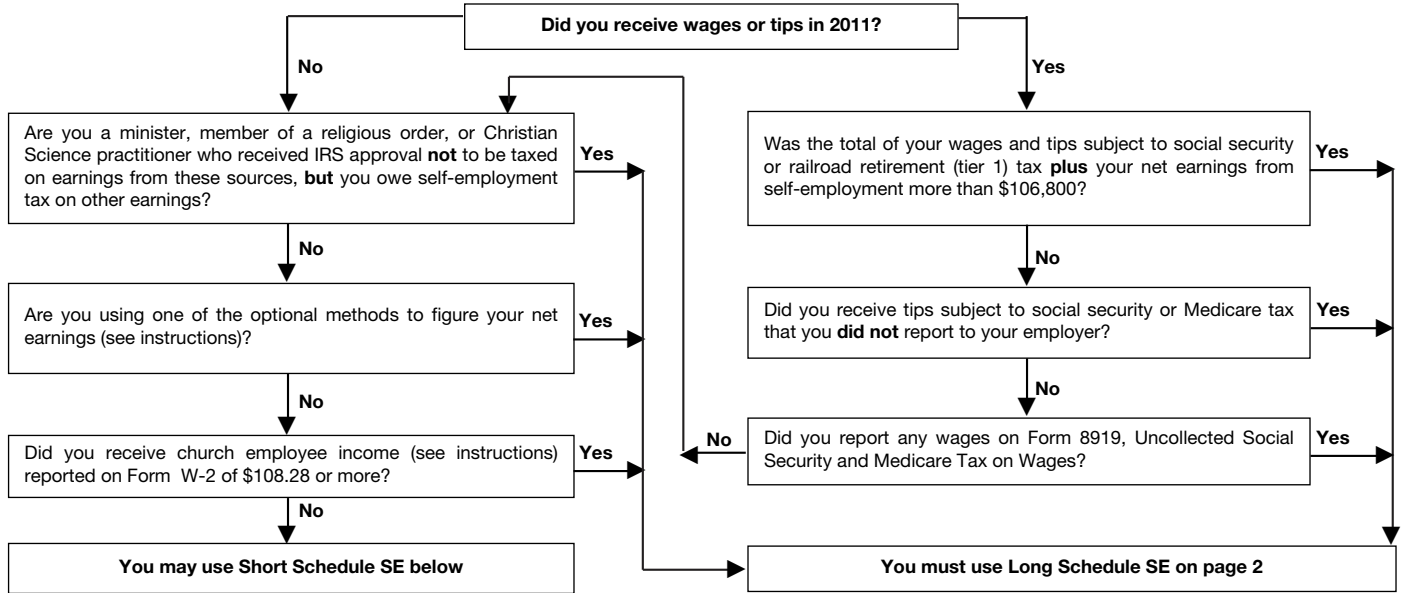 Did you receive wages or tips in 2011?
No
Yes
Are you a minister, member of a religious order, or Christian
Science practitioner who received IRS approval not to be taxed
on earnings from these sources, but you owe self-employment
tax on other earnings?
Yes
Was the total of your wages and tips subject to social security
or railroad retirement (tier 1) tax plus your net earnings from
self-employment more than $106,800?
Yes
No
No
Are you using one of the optional methods to figure your net
earnings (see instructions)?
Yes
Did you receive tips subject to social security or Medicare tax
that you did not report to your employer?
Yes
No
No
Did you receive church employee income (see instructions)
reported on Form W-2 of $108.28 or more?
Yes
No
Did you report any wages on Form 8919, Uncollected Social
Security and Medicare Tax on Wages?
Yes
No
You may use Short Schedule SE below
You must use Long Schedule SE on page 2